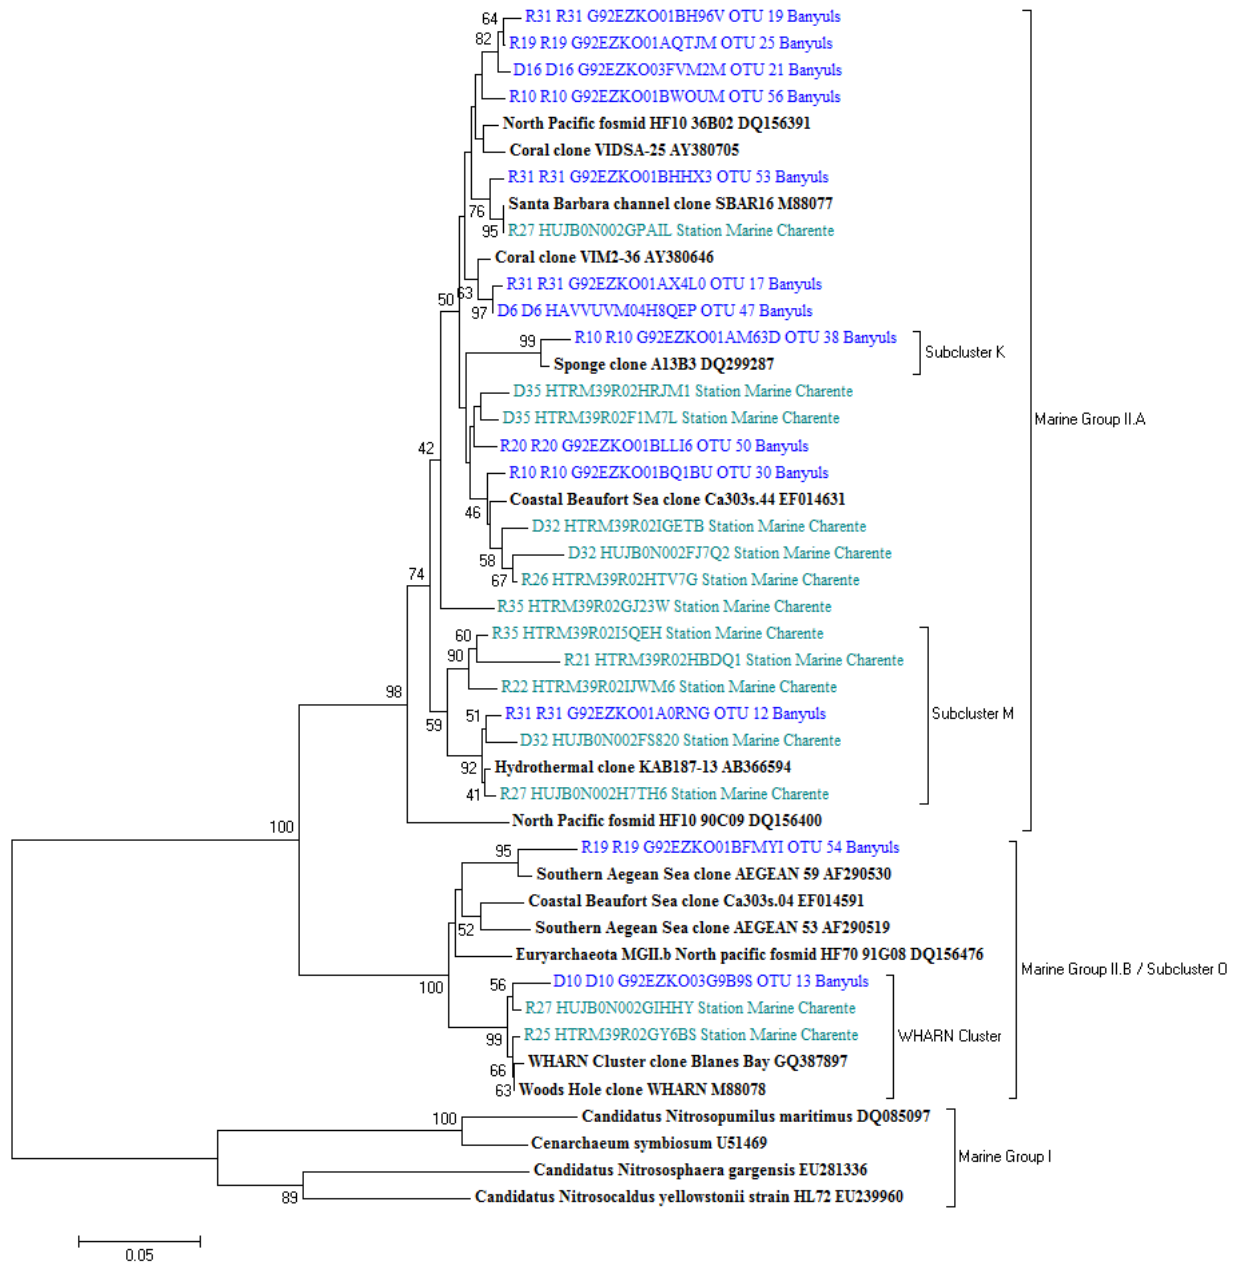 64
R31 R31 G92EZKO01BH96V OTU 19 Banyuls
82
R19 R19 G92EZKO01AQTJM OTU 25 Banyuls
D16 D16 G92EZKO03FVM2M OTU 21 Banyuls
R10 R10 G92EZKO01BWOUM OTU 56 Banyuls
North Pacific fosmid HF10 36B02 DQ156391
Coral clone VIDSA-25 AY380705
R31 R31 G92EZKO01BHHX3 OTU 53 Banyuls
76
Santa Barbara channel clone SBAR16 M88077
95
R27 HUJB0N002GPAIL Station Marine Charente
Coral clone VIM2-36 AY380646
50
63
R31 R31 G92EZKO01AX4L0 OTU 17 Banyuls
97
D6 D6 HAVVUVM04H8QEP OTU 47 Banyuls
99
R10 R10 G92EZKO01AM63D OTU 38 Banyuls
Subcluster K
Sponge clone A13B3 DQ299287
D35 HTRM39R02HRJM1 Station Marine Charente
D35 HTRM39R02F1M7L Station Marine Charente
Marine Group II.A
42
R20 R20 G92EZKO01BLLI6 OTU 50 Banyuls
R10 R10 G92EZKO01BQ1BU OTU 30 Banyuls
46
Coastal Beaufort Sea clone Ca303s.44 EF014631
D32 HTRM39R02IGETB Station Marine Charente
58
D32 HUJB0N002FJ7Q2 Station Marine Charente
74
67
R26 HTRM39R02HTV7G Station Marine Charente
R35 HTRM39R02GJ23W Station Marine Charente
60
R35 HTRM39R02I5QEH Station Marine Charente
90
R21 HTRM39R02HBDQ1 Station Marine Charente
98
R22 HTRM39R02IJWM6 Station Marine Charente
59
51
R31 R31 G92EZKO01A0RNG OTU 12 Banyuls
Subcluster M
D32 HUJB0N002FS820 Station Marine Charente
92
Hydrothermal clone KAB187-13 AB366594
41
R27 HUJB0N002H7TH6 Station Marine Charente
100
North Pacific fosmid HF10 90C09 DQ156400
95
R19 R19 G92EZKO01BFMYI OTU 54 Banyuls
Southern Aegean Sea clone AEGEAN 59 AF290530
Coastal Beaufort Sea clone Ca303s.04 EF014591
52
Southern Aegean Sea clone AEGEAN 53 AF290519
Euryarchaeota MGII.b North pacific fosmid HF70 91G08 DQ156476
Marine Group II.B / Subcluster O
100
56
D10 D10 G92EZKO03G9B9S OTU 13 Banyuls
R27 HUJB0N002GIHHY Station Marine Charente
99
R25 HTRM39R02GY6BS Station Marine Charente
WHARN Cluster
66
WHARN Cluster clone Blanes Bay GQ387897
63
Woods Hole clone WHARN M88078
100
Candidatus Nitrosopumilus maritimus DQ085097
Cenarchaeum symbiosum U51469
Marine Group I
Candidatus Nitrososphaera gargensis EU281336
89
Candidatus Nitrosocaldus yellowstonii strain HL72 EU239960
0.05